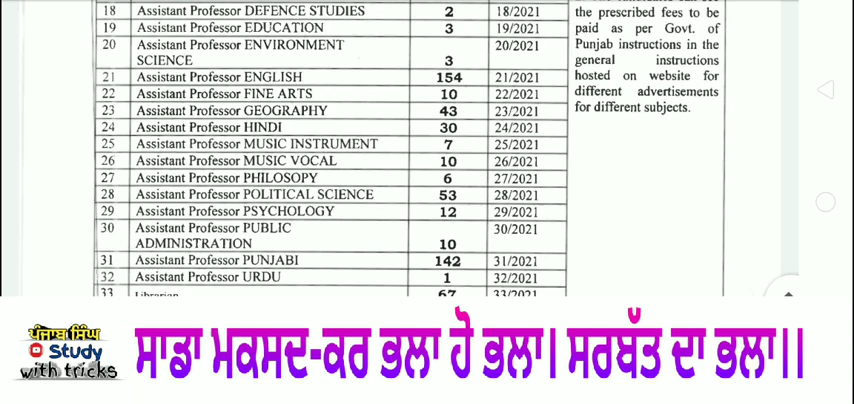 18 Assistant Professor DEFENCE STUDIES 2 18/2021
19 Assistant Professor EDUCATION 3 19/2021
20 Assistant Professor ENVIRONMENT 20/2021
SCIENCE 3
21 Assistant Professor ENGLISH 154 21/2021
22 Assistant Professor FINE ARTS 10 22/2021
23 Assistant Professor GEOGRAPHY 43 23/2021
24 Assistant Professor HINDI 30 24/2021
25 Assistant Professor MUSIC INSTRUMENT 7 25/2021
26 Assistant Professor MUSIC VOCAL 10 26/2021
27 Assistant Professor PHILOSOPY 6 27/2021
28 Assistant Professor POLITICAL SCIENCE 53 28/2021
29 Assistant Professor PSYCHOLOGY 12 29/2021
30 Assistant Professor PUBLIC 30/2021
ADMINISTRATION 10
31 Assistant Professor PUNJABI 142 31/2021
32 Assistant Professor URDU 1 32/2021
33 Librarian 67 33/2021
the prescribed fees to be
paid as per Govt. of
Punjab instructions in the
general instructions
hosted on website for
different advertisements
for different subjects.
ਪੰਜਾਬ ਸਿੰਘ
Study
with tricks
ਸਾਡਾ ਮਕਸਦ-ਕਰ ਭਲਾ ਹੋ ਭਲਾ। ਸਰਬੱਤ ਦਾ ਭਲਾ।।